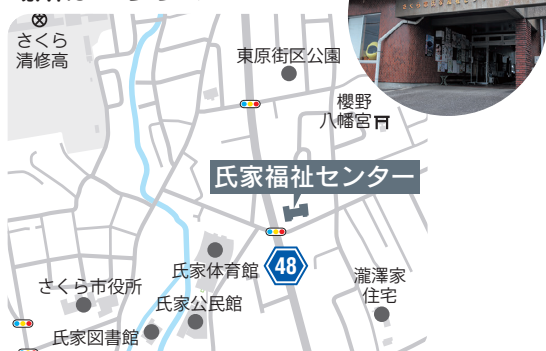 さくら
清修高
東原街区公園
櫻野
八幡宮
氏家福祉センター
氏家体育館
48
瀧澤家
住宅
さくら市役所
氏家公民館
氏家図書館